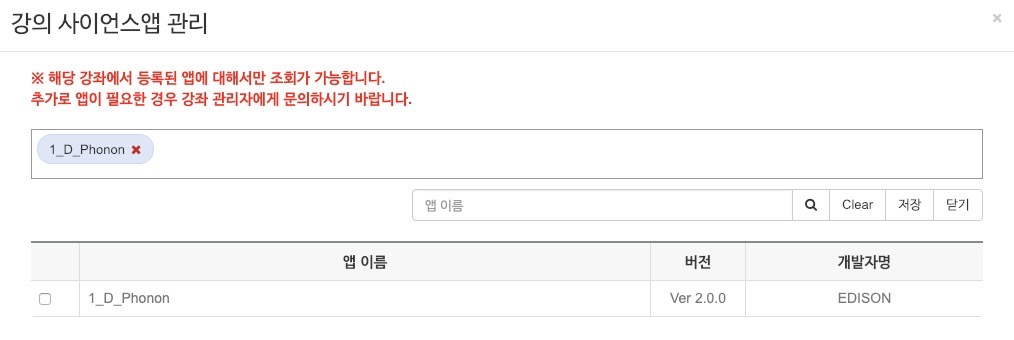 강의 사이언스앱 관리
×
※ 해당 강좌에서 등록된 앱에 대해서만 조회가 가능합니다.
추가로 앱이 필요한 경우 강좌 관리자에게 문의하시기 바랍니다.
1_D_Phonon ✖
앱 이름 Clear 저장 닫기
앱 이름 버전 개발자명
1_D_Phonon Ver 2.0.0 EDISON